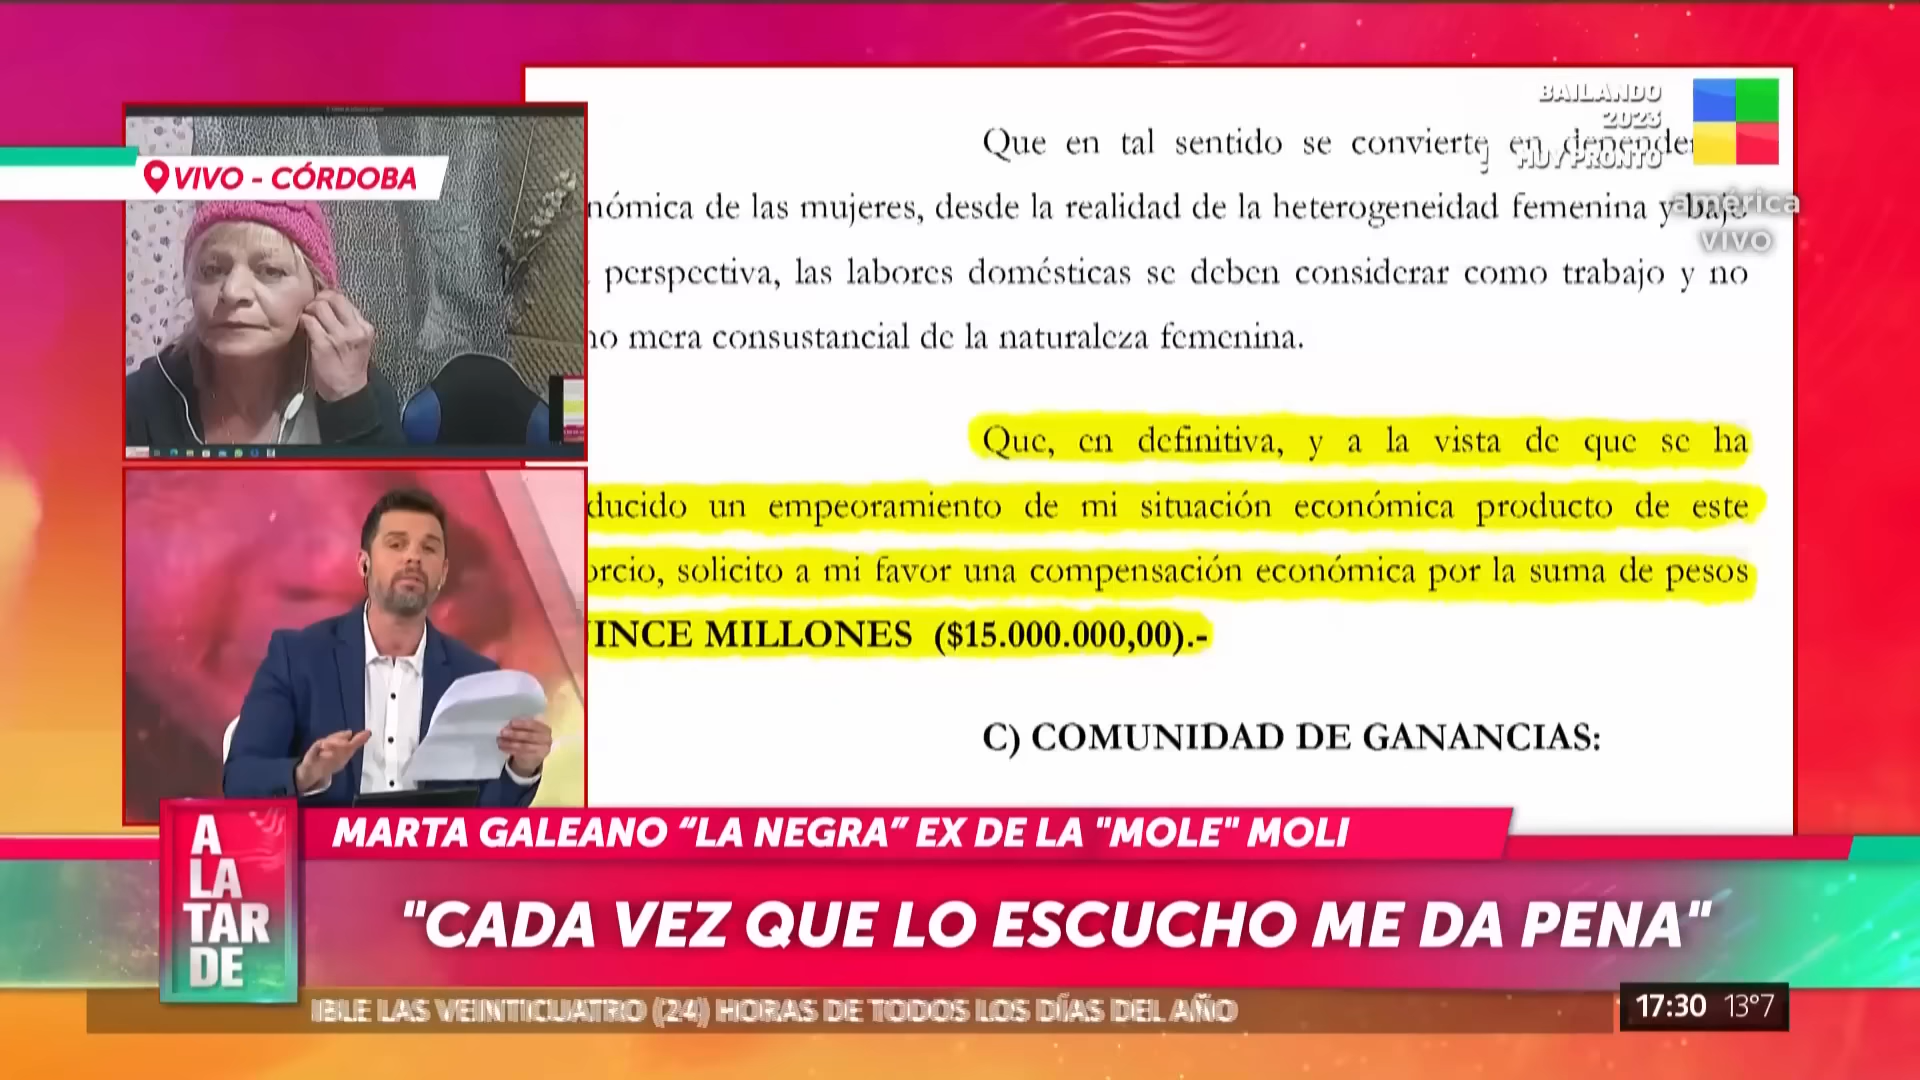 BAILANDO
2023
MUY PRONTO
américa
VIVO
VIVO - CÓRDOBA
Que en tal sentido se convierte en
nómica de las mujeres, desde la realidad de la heterogeneidad femenina y bajo
perspectiva, las labores domésticas se deben considerar como trabajo y no
mera consustancial de la naturaleza femenina.
Que, en definitiva, y a la vista de que se ha
ducido un empeoramiento de mi situación económica producto de este
orcio, solicito a mi favor una compensación económica por la suma de pesos
INCE MILLONES ($15.000.000,00).-
C) COMUNIDAD DE GANANCIAS:
MARTA GALEANO “LA NEGRA” EX DE LA "MOLE" MOLI
A
LA
TAR
DE
"CADA VEZ QUE LO ESCUCHO ME DA PENA"
IBLE LAS VEINTICUATRO (24) HORAS DE TODOS LOS DÍAS DEL AÑO
17:30 13°7